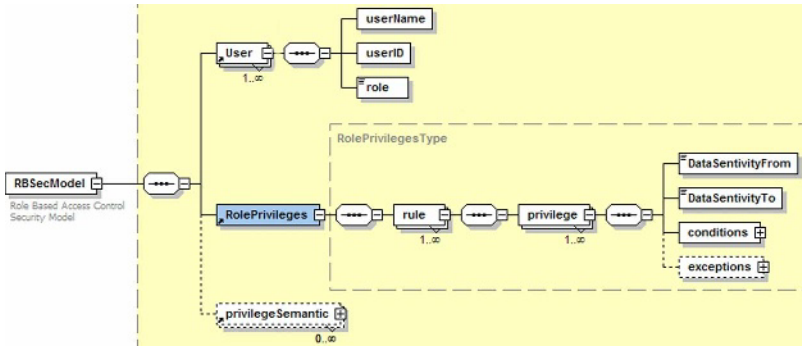 userName
User
userID
1..∞
role
RolePrivilegesType
DataSentivityFrom
RBSecModel
Role Based Access Control
Security Model
RolePrivileges
rule
privilege
DataSentivityTo
1..∞
1..∞
conditions
exceptions
privilegeSemantic
0..∞